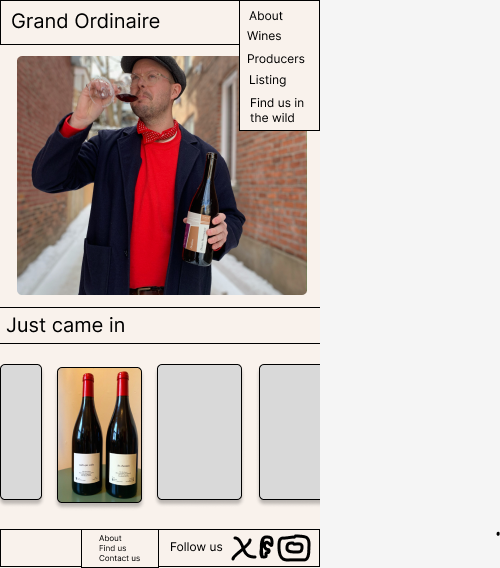 Grand Ordinaire
About
Wines
Producers
Listing
Find us in
the wild
Just came in
About
Find us
Contact us
Follow us